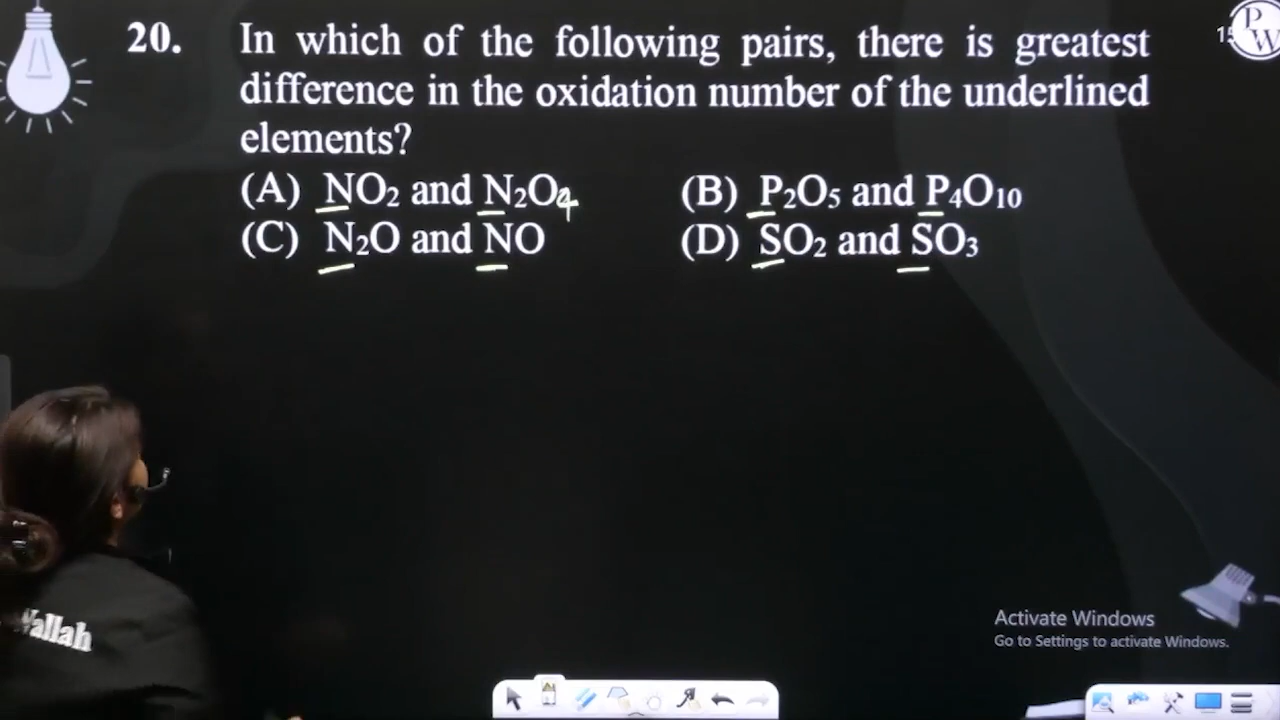 20. In which of the following pairs, there is greatest
difference in the oxidation number of the underlined
elements?
(A) NO₂ and N₂O₄ (B) P₂O₅ and P₄O₁₀
(C) N₂O and NO (D) SO₂ and SO₃
PW
Wallah
Activate Windows
Go to Settings to activate Windows.